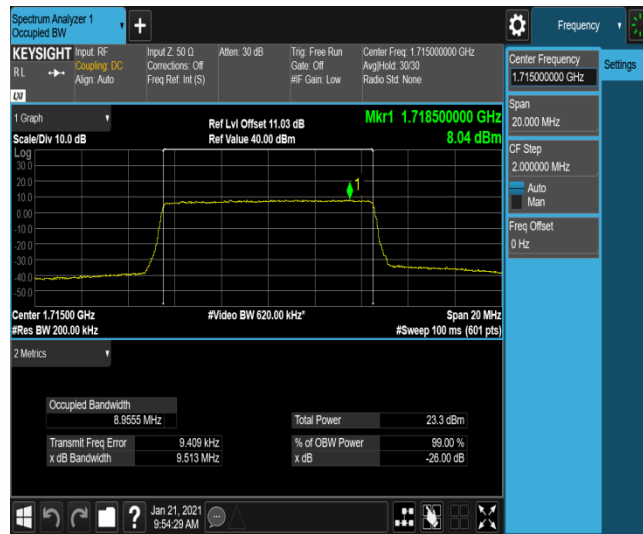 Spectrum Analyzer 1
Occupied BW
+
Frequency
KEYSIGHT
Input: RF
Coupling: DC
Align: Auto
RL
LXI
Input Z: 50 Ω
Corrections: Off
Freq Ref: Int (S)
Atten: 30 dB
Trig: Free Run
Gate: Off
#IF Gain: Low
Center Freq: 1.715000000 GHz
Avg|Hold: 30/30
Radio Std: None
Center Frequency
1.715000000 GHz
Settings
Span
20.000 MHz
CF Step
2.000000 MHz
Auto
Man
Freq Offset
0 Hz
1 Graph
Scale/Div 10.0 dB
Ref Lvl Offset 11.03 dB
Ref Value 40.00 dBm
Mkr1 1.718500000 GHz
8.04 dBm
Log
30.0
20.0
10.0
0.00
-10.0
-20.0
-30.0
-40.0
-50.0
1
Center 1.71500 GHz
#Res BW 200.00 kHz
#Video BW 620.00 kHz*
Span 20 MHz
#Sweep 100 ms (601 pts)
2 Metrics
Occupied Bandwidth
8.9555 MHz
Total Power 23.3 dBm
Transmit Freq Error 9.409 kHz
% of OBW Power 99.00 %
x dB Bandwidth 9.513 MHz
x dB -26.00 dB
?
Jan 21, 2021
9:54:29 AM